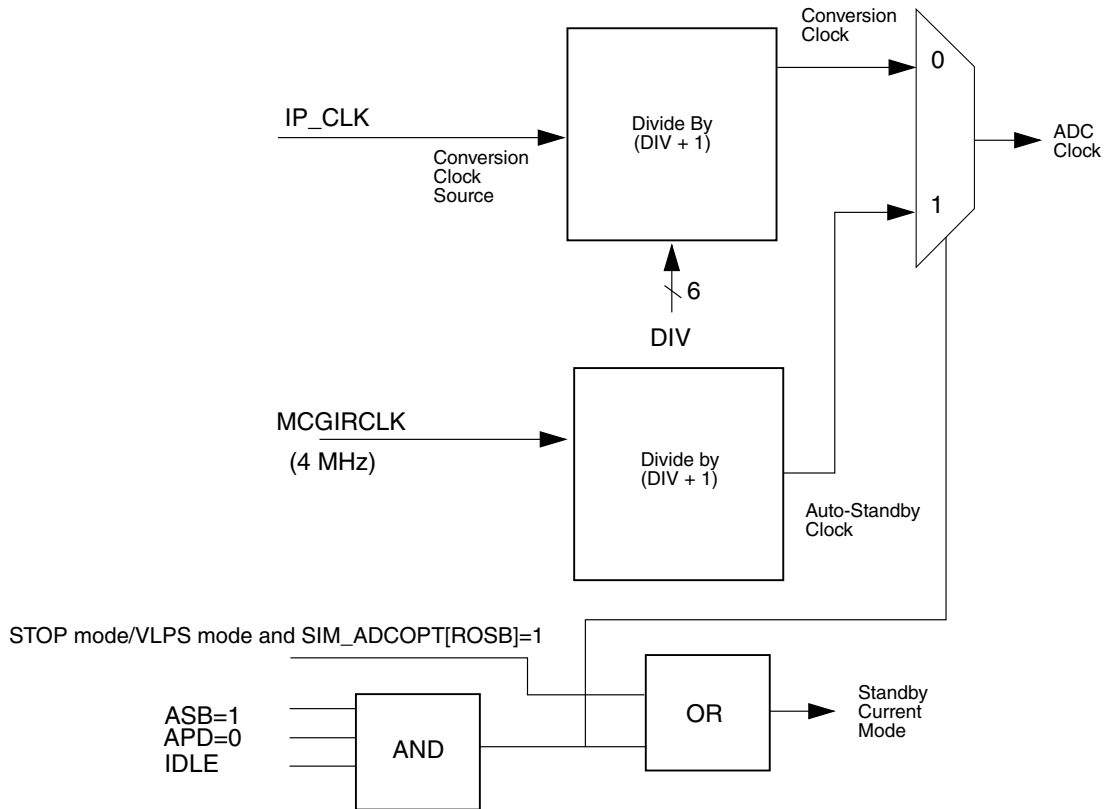 Conversion
Clock
0
IP_CLK
Divide By
(DIV + 1)
ADC
Clock
Conversion
Clock
Source
1
6
DIV
MCGIRCLK
(4 MHz)
Divide by
(DIV + 1)
Auto-Standby
Clock
STOP mode/VLPS mode and SIM_ADCOPT[ROSB]=1
ASB=1
APD=0
IDLE
AND
OR
Standby
Current
Mode